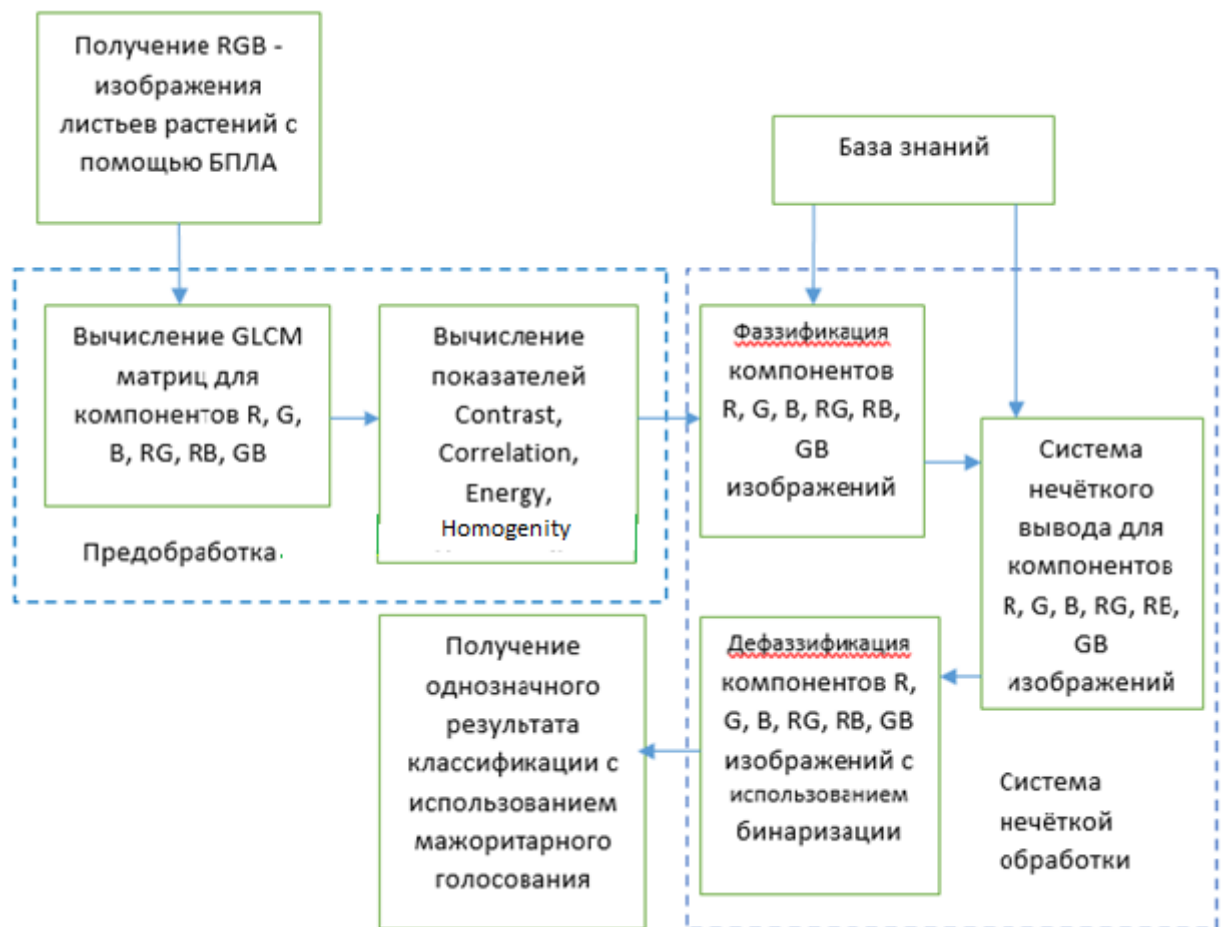 Получение RGB -
изображения
листьев растений с
помощью БПЛА
База знаний
Вычисление GLCM
матриц для
компонентов R, G,
B, RG, RB, GB
Предобработка
Вычисление
показателей
Contrast,
Correlation,
Energy,
Homogenity
Фаззификация
компонентов
R, G, B, RG, RB,
GB
изображений
Система
нечёткого
вывода для
компонентов
R, G, B, RG, RB,
GB
изображений
Дефаззификация
компонентов R,
G, B, RG, RB, GB
изображений с
использованием
бинаризации
Система
нечёткой
обработки
Получение
однозначного
результата
классификации с
использованием
мажоритарного
голосования